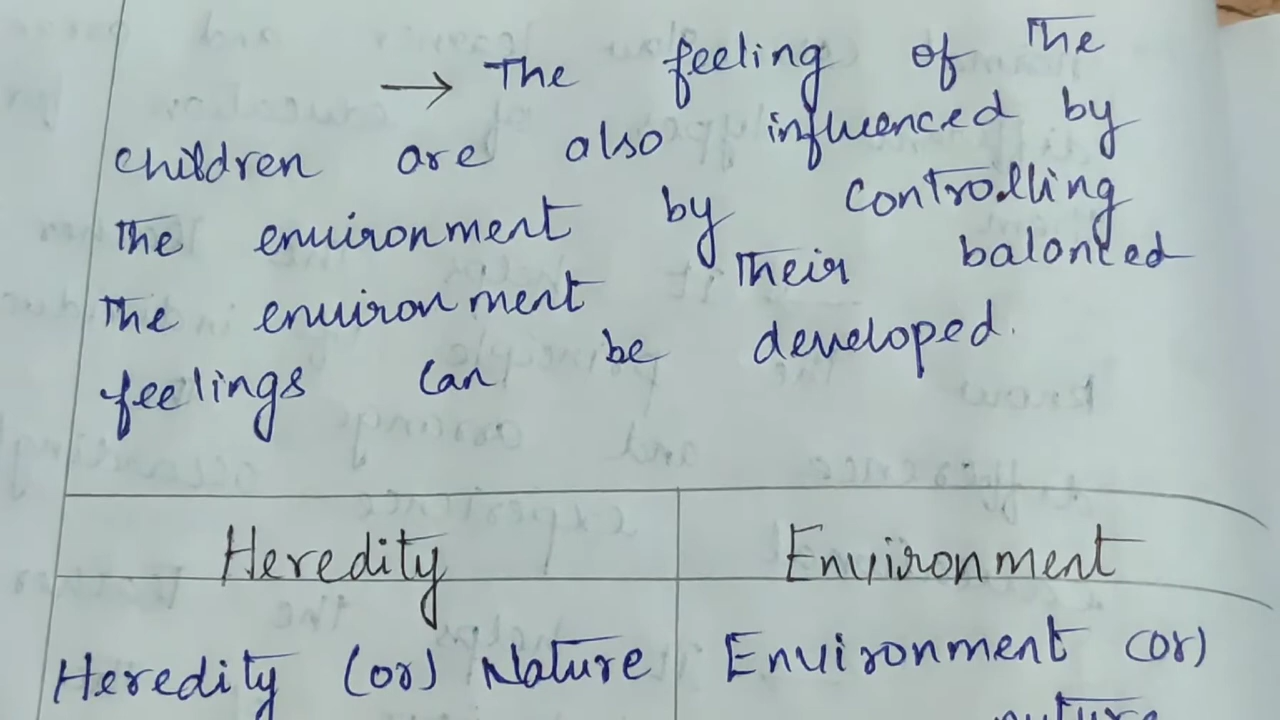 → The feeling of the
children are also influenced by
the environment by controlling
the environment their balanced
feelings can be developed.
Heredity
Environment
Heredity (or) Nature
Environment (or)